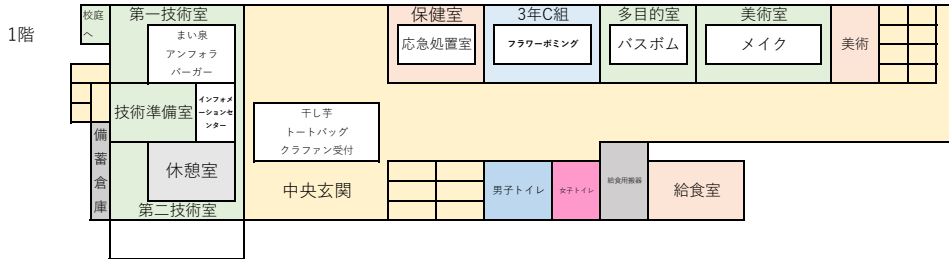 1階
校庭
へ
第一技術室
まい泉
アンフォラ
バーガー
保健室
応急処置室
3年C組
フラワーボミング
多目的室
バスボム
美術室
メイク
美術
技術準備室
インフォメ
ーションセ
ンター
干し芋
トートバッグ
クラファン受付
備
蓄
倉
庫
休憩室
第二技術室
中央玄関
男子トイレ
女子トイレ
給食用搬器
給食室